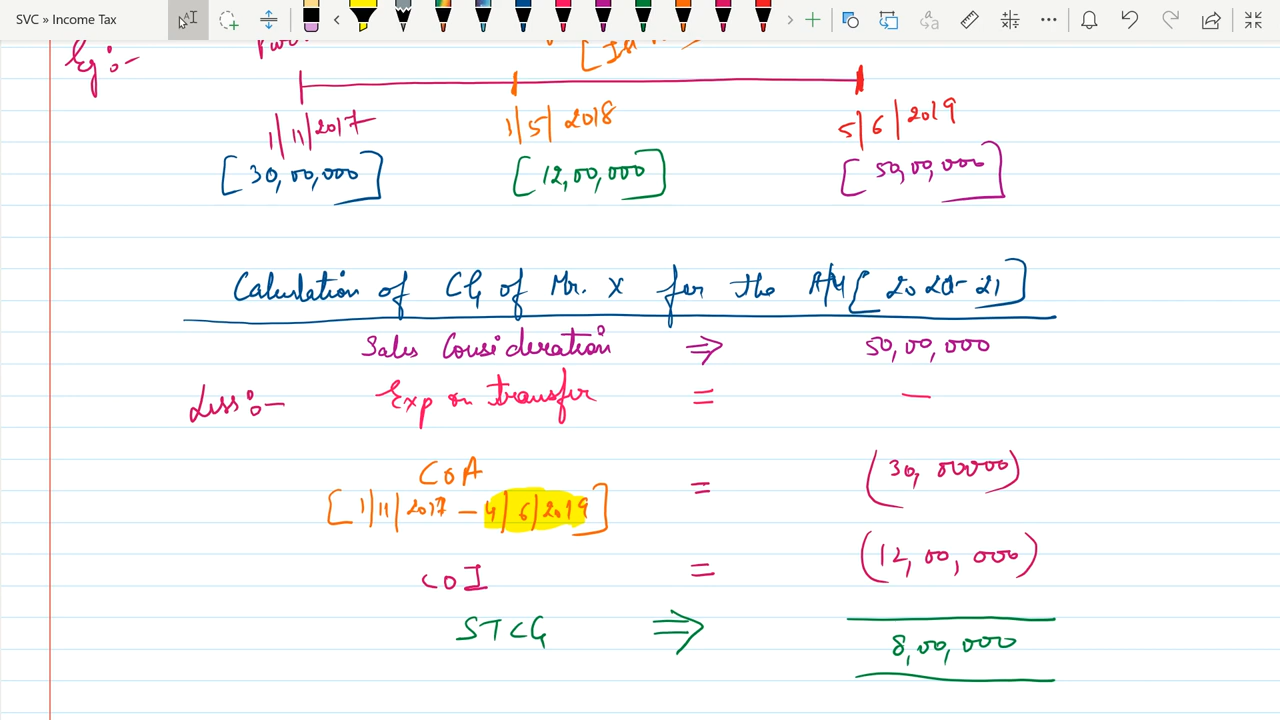 SVC » Income Tax
Eg :-
1/11/2017
1/5/2018
5/6/2019
[30,00,000]
[12,00,000]
[50,00,000]
Calculation of CG of Mr. X for the A/Y [2020-21]
Sales Consideration ⇒ 50,00,000
Less :- Exp on transfer = —
COA = (30,00000)
[1/11/2017 – 4/6/2019]
COI = (12,00,000)
STCG ⇒ 8,00,000